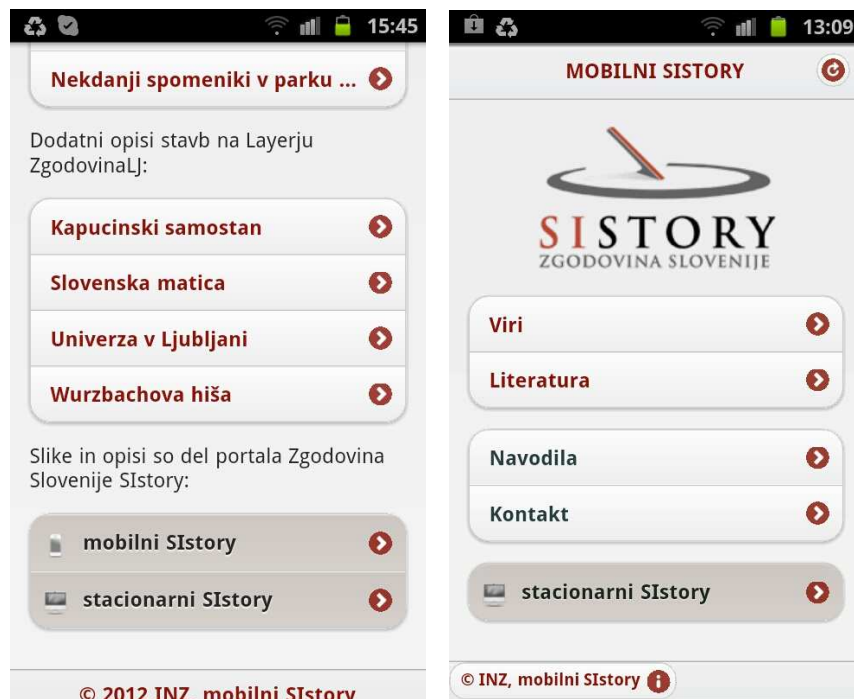 15:45
Nekdanji spomeniki v parku ...
Dodatni opisi stavb na Layerju
ZgodovinaLJ:
Kapucinski samostan
Slovenska matica
Univerza v Ljubljani
Wurzbachova hiša
Slike in opisi so del portala Zgodovina
Slovenije SIstory:
mobilni SIstory
stacionarni SIstory
© 2012 INZ, mobilni SIstory
13:09
MOBILNI SISTORY
SISTORY
ZGODOVINA SLOVENIJE
Viri
Literatura
Navodila
Kontakt
stacionarni SIstory
© INZ, mobilni SIstory